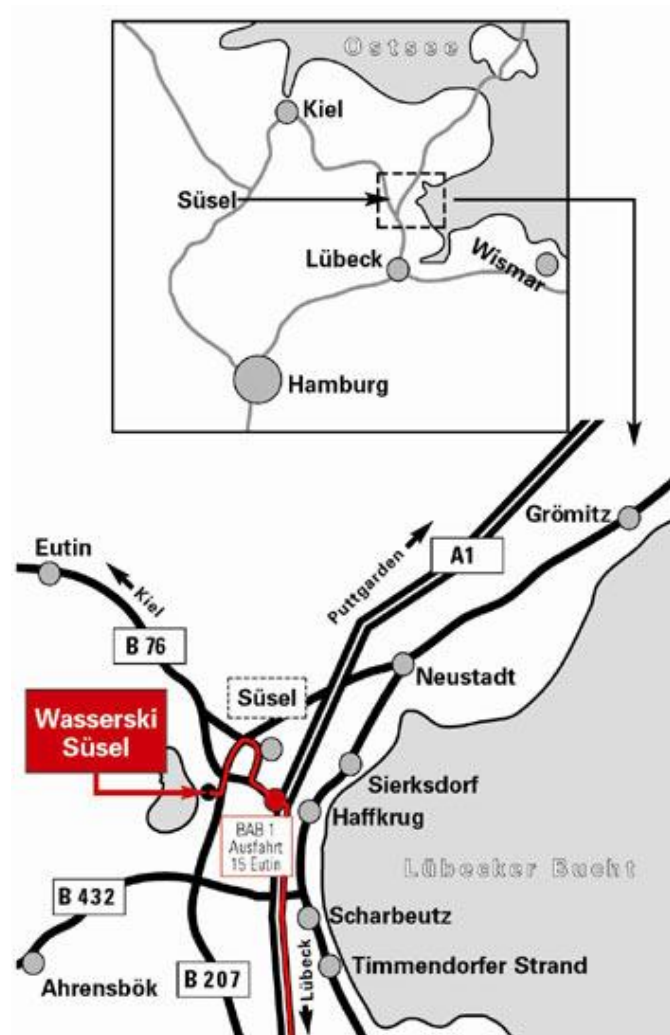 Ostsee
Kiel
Süsel
Lübeck
Wismar
Hamburg
Grömitz
Puttgarden
A1
Eutin
Kiel
B 76
Neustadt
Süsel
Wasserski
Süsel
Sierksdorf
Haffkrug
BAB 1
Ausfahrt
15 Eutin
Lübecker Bucht
B 432
Scharbeutz
Lübeck
Timmendorfer Strand
Ahrensbök
B 207